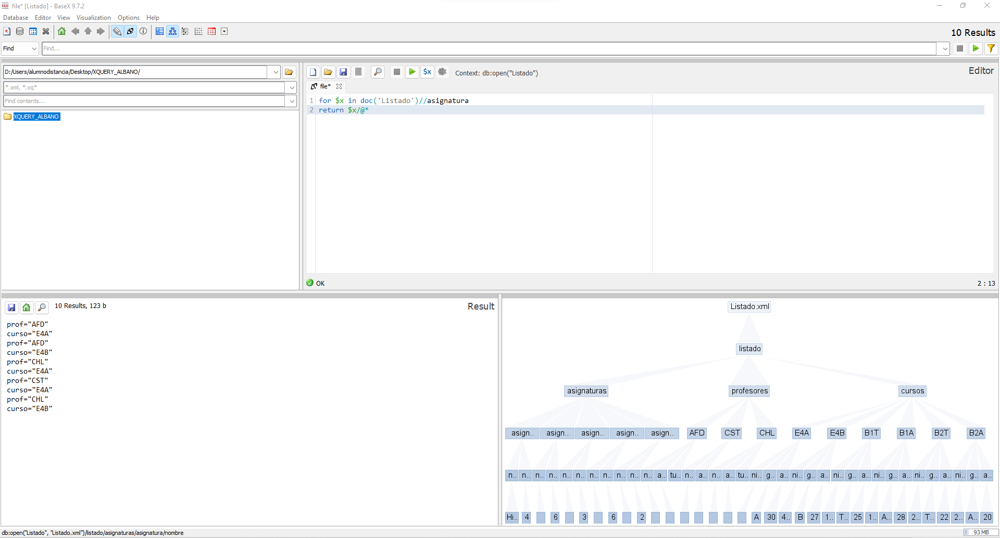 file* [Listado] - BaseX 9.7.2
Database Editor View Visualization Options Help
10 Results
Find Find...
D:/Users/alumnodistancia/Desktop/XQUERY_ALBANO/
*.xml, *.xq*
Find contents...
XQUERY_ALBANO
$x Context: db:open("Listado") Editor
file*
1 for $x in doc('Listado')//asignatura
2 return $x/@*
OK 2 : 13
10 Results, 123 b Result
prof="AFD"
curso="E4A"
prof="AFD"
curso="E4B"
prof="CHL"
curso="E4A"
prof="CST"
curso="E4A"
prof="CHL"
curso="E4B"
Listado.xml
listado
asignaturas profesores cursos
asign.. asign.. asign.. asign.. asign.. AFD CST CHL E4A E4B B1T B1A B2T B2A
n.. n.. n.. n.. n.. n.. n.. n.. n.. n.. n.. a.. tu.. n.. a.. n.. a.. tu.. ni.. g.. a.. ni.. g.. a.. ni.. g.. a.. ni.. g.. a.. ni.. g.. a.. ni.. g.. a..
Hi.. 4 6 3 6 2 A 30 4.. B 27 1.. T.. 25 1.. A.. 28 2.. T.. 22 2.. A.. 20
db:open("Listado", "Listado.xml")/listado/asignaturas/asignatura/nombre 93 MB